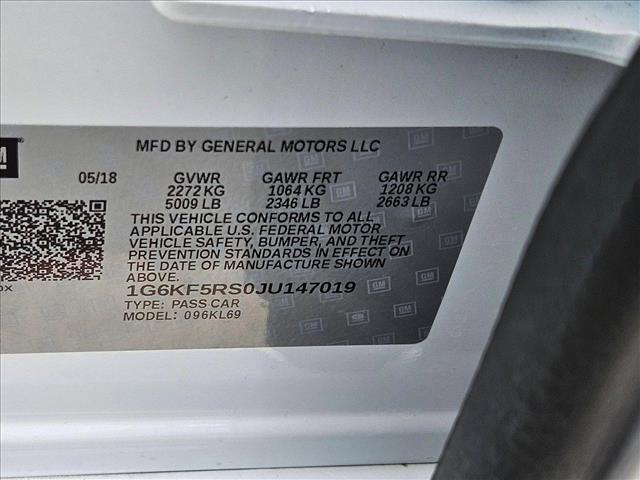 GM
MFD BY GENERAL MOTORS LLC
05/18 GVWR GAWR FRT GAWR RR
2272 KG 1064 KG 1208 KG
5009 LB 2346 LB 2663 LB
THIS VEHICLE CONFORMS TO ALL
APPLICABLE U.S. FEDERAL MOTOR
VEHICLE SAFETY, BUMPER, AND THEFT
PREVENTION STANDARDS IN EFFECT ON
THE DATE OF MANUFACTURE SHOWN
ABOVE.
1G6KF5RS0JU147019
TYPE: PASS CAR
MODEL: 096KL69